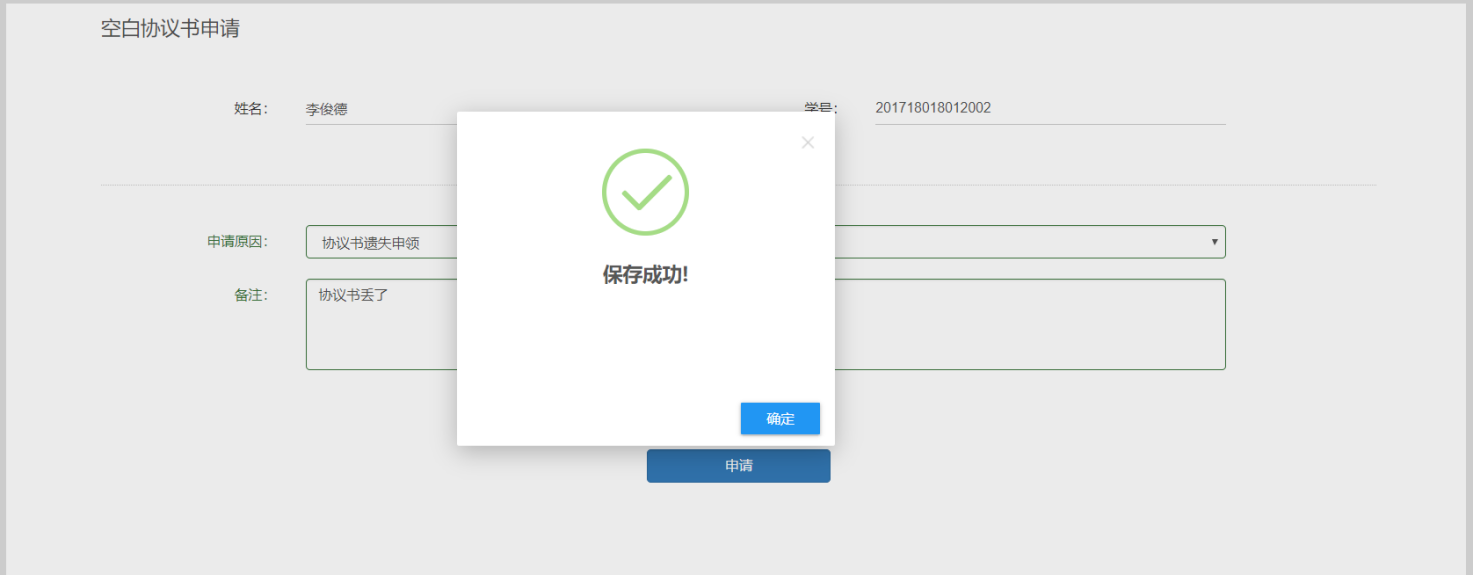 空白协议书申请
姓名： 李俊德 学号： 201718018012002
申请原因： 协议书遗失申领
备注： 协议书丢了
保存成功!
确定
申请